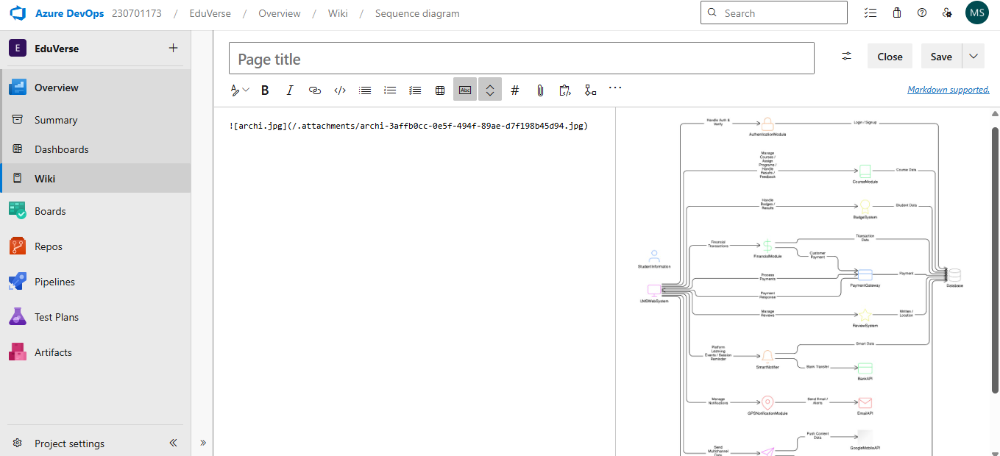 Azure DevOps 230701173 / EduVerse / Overview / Wiki / Sequence diagram
Search
MS
E EduVerse
Overview
Summary
Dashboards
Wiki
Boards
Repos
Pipelines
Test Plans
Artifacts
Project settings
Page title
Close
Save
Abc
Markdown supported.
![archi.jpg](/.attachments/archi-3affb0cc-0e5f-494f-89ae-d7f198b45d94.jpg)
Handle Auth &
Verify
AuthenticationModule
Login / Signup
Manage
Courses /
Assign
Programs /
Handle
Results /
Feedback
CourseModule
Course Data
Handle
Badges /
Results
BadgeSystem
Student Data
Financial
Transactions
FinancialModule
Transaction
Data
Customer
Payment
StudentInformation
Process
Payments
PaymentGateway
Payment
Database
LMSWebSystem
Payment
Response
Manage
Reviews
ReviewSystem
Written /
Location
Platform
Learning
Events / Session
Reminder
SmartNotifier
Smart Data
Bank Transfer
BankAPI
Manage
Notifications
GPSNotificationModule
Send Email /
Alerts
EmailAPI
Push Content
Data
GoogleMobileAPI
Send
Multichannel
Data